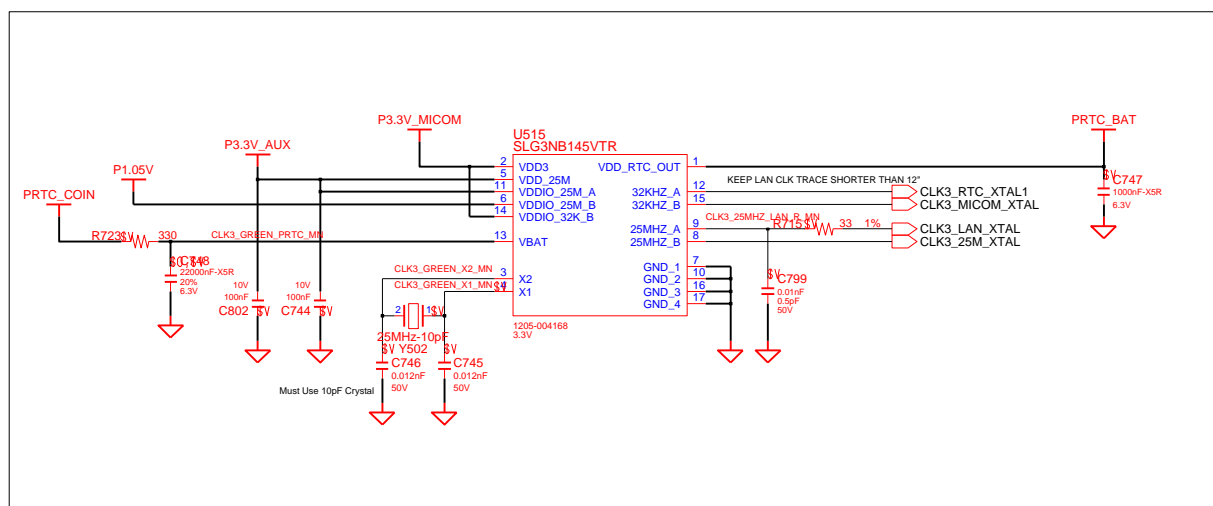 P3.3V_MICOM
PRTC_BAT
U515
SLG3NB145VTR
P3.3V_AUX
P1.05V
PRTC_COIN
2 VDD3 VDD_RTC_OUT 1
5 VDD_25M
KEEP LAN CLK TRACE SHORTER THAN 12"
11 VDDIO_25M_A 32KHZ_A 12 CLK3_RTC_XTAL1
6 VDDIO_25M_B 32KHZ_B 15 CLK3_MICOM_XTAL
14 VDDIO_32K_B
$V
C747
1000nF-X5R
6.3V
CLK3_25MHZ_LAN_R_MN
25MHZ_A 9 R715 $V 33 1% CLK3_LAN_XTAL
25MHZ_B 8 CLK3_25M_XTAL
R723 $V 330 CLK3_GREEN_PRTC_MN 13 VBAT
C748
22000nF-X5R
20%
6.3V
GND_1 7
GND_2 10
GND_3 16
GND_4 17
CLK3_GREEN_X2_MN 3 X2
CLK3_GREEN_X1_MN X1
$V
C799
0.01nF
0.5pF
50V
10V
100nF
C802 $V
10V
100nF
C744 $V
2 1 $V
25MHz-10pF
$V Y502
1205-004168
3.3V
C746
0.012nF
50V
$V
C745
0.012nF
50V
Must Use 10pF Crystal